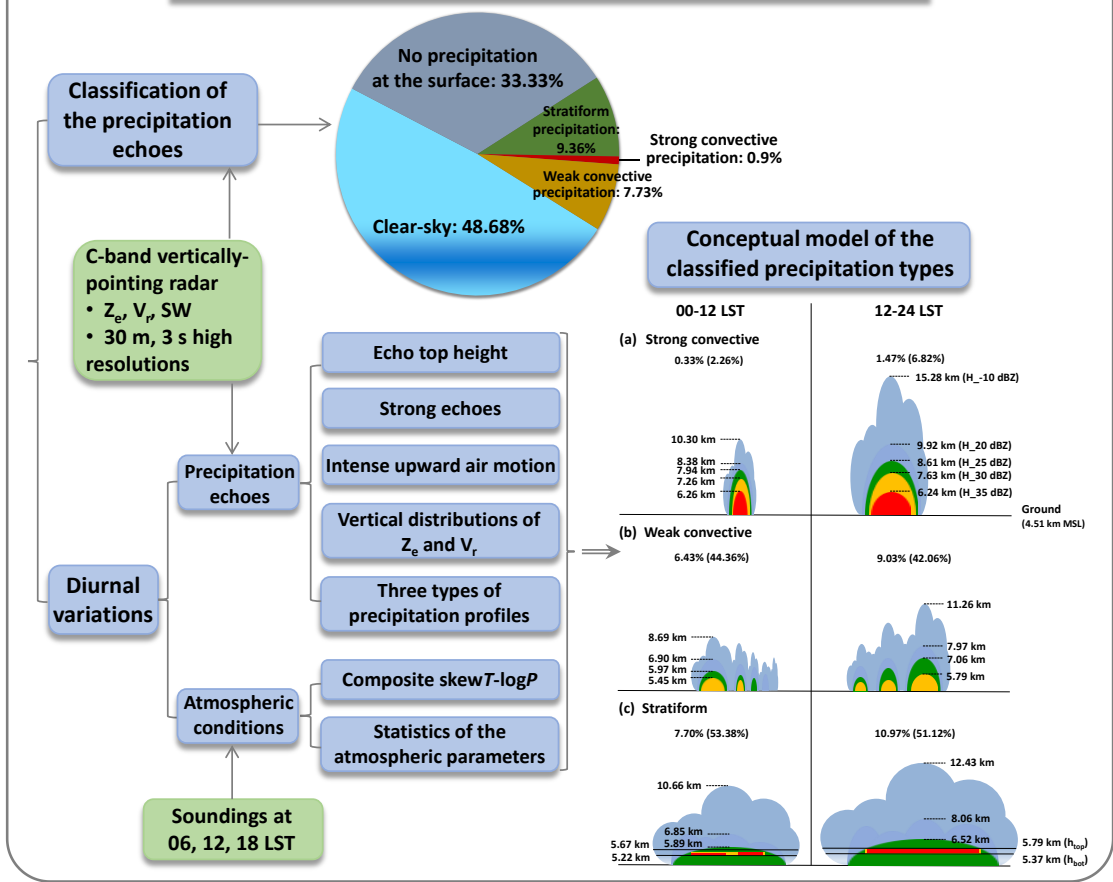 No precipitation
at the surface: 33.33%
Classification of
the precipitation
echoes
Stratiform
precipitation:
9.36%
Strong convective
precipitation: 0.9%
Weak convective
precipitation: 7.73%
Clear-sky: 48.68%
C-band vertically-
pointing radar
• Ze, Vr, SW
• 30 m, 3 s high
resolutions
Diurnal
variations
Precipitation
echoes
Atmospheric
conditions
Soundings at
06, 12, 18 LST
Echo top height
Strong echoes
Intense upward air motion
Vertical distributions of
Ze and Vr
Three types of
precipitation profiles
Composite skewT-logP
Statistics of the
atmospheric parameters
Conceptual model of the
classified precipitation types
00-12 LST
12-24 LST
(a) Strong convective
0.33% (2.26%)
1.47% (6.82%)
10.30 km
8.38 km
7.94 km
7.26 km
6.26 km
15.28 km (H_-10 dBZ)
9.92 km (H_20 dBZ)
8.61 km (H_25 dBZ)
7.63 km (H_30 dBZ)
6.24 km (H_35 dBZ)
Ground
(4.51 km MSL)
(b) Weak convective
6.43% (44.36%)
9.03% (42.06%)
8.69 km
6.90 km
5.97 km
5.45 km
11.26 km
7.97 km
7.06 km
5.79 km
(c) Stratiform
7.70% (53.38%)
10.97% (51.12%)
10.66 km
6.85 km
5.89 km
5.67 km
5.22 km
12.43 km
8.06 km
6.52 km
5.79 km (htop)
5.37 km (hbot)